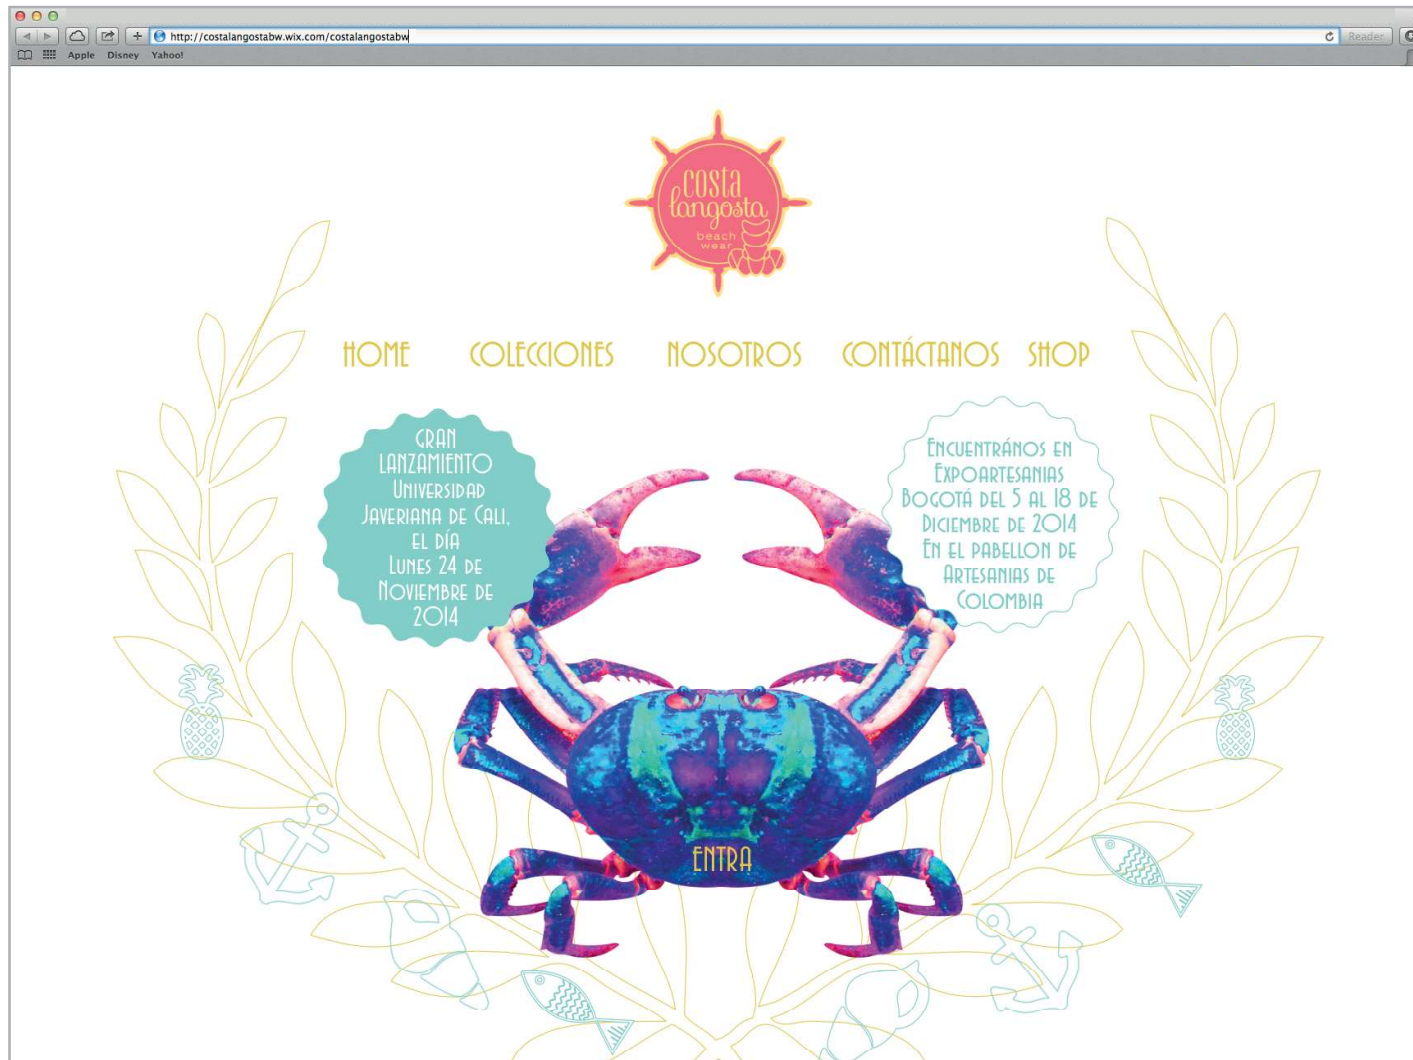 http://costalangostabw.wix.com/costalangostabw
Reader
Apple Disney Yahoo!
costa
langosta
beach
wear
HOME COLECCIONES NOSOTROS CONTÁCTANOS SHOP
GRAN
LANZAMIENTO
UNIVERSIDAD
JAVERIANA DE CALI,
EL DÍA
LUNES 24 DE
NOVIEMBRE DE
2014
ENCUENTRÁNOS EN
EXPOARTESANIAS
BOGOTÁ DEL 5 AL 18 DE
DICIEMBRE DE 2014
EN EL PABELLON DE
ARTESANIAS DE
COLOMBIA
ENTRA